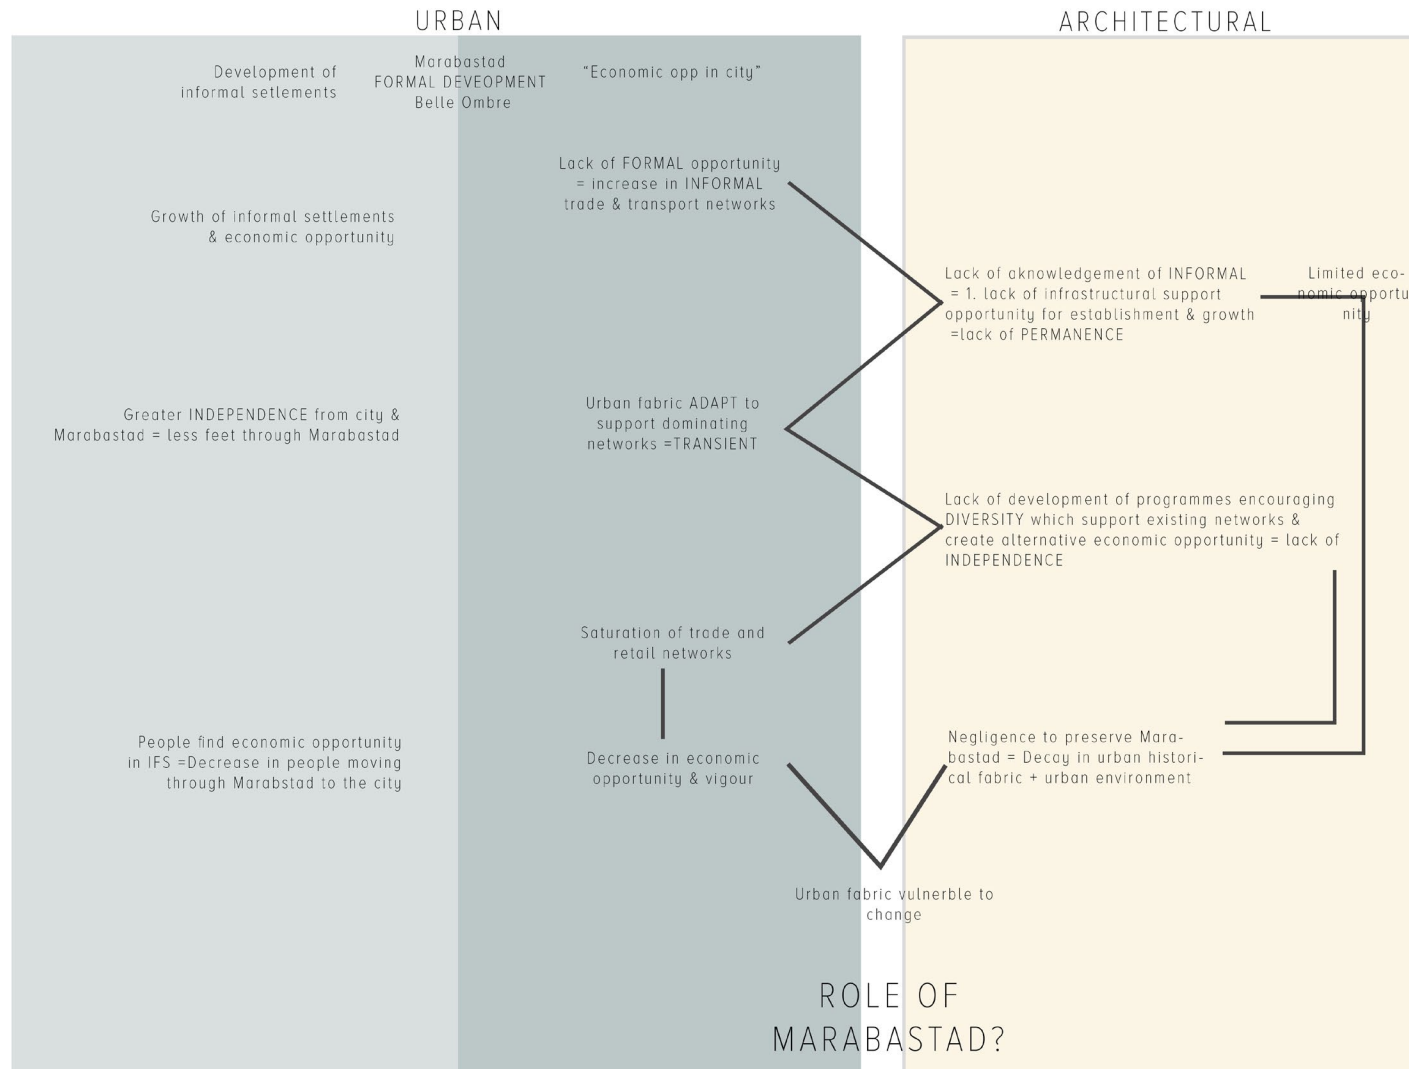 URBAN
ARCHITECTURAL
Development of
informal setlements
Marabastad
FORMAL DEVEOPMENT
Belle Ombre
“Economic opp in city”
Lack of FORMAL opportunity
= increase in INFORMAL
trade & transport networks
Growth of informal settlements
& economic opportunity
Lack of aknowledgement of INFORMAL
= 1. lack of infrastructural support
opportunity for establishment & growth
=lack of PERMANENCE
Limited eco-
nomic opportu
nity
Greater INDEPENDENCE from city &
Marabastad = less feet through Marabastad
Urban fabric ADAPT to
support dominating
networks =TRANSIENT
Lack of development of programmes encouraging
DIVERSITY which support existing networks &
create alternative economic opportunity = lack of
INDEPENDENCE
Saturation of trade and
retail networks
People find economic opportunity
in IFS =Decrease in people moving
through Marabstad to the city
Decrease in economic
opportunity & vigour
Negligence to preserve Mara-
bastad = Decay in urban histori-
cal fabric + urban environment
Urban fabric vulnerble to
change
ROLE OF
MARABASTAD?